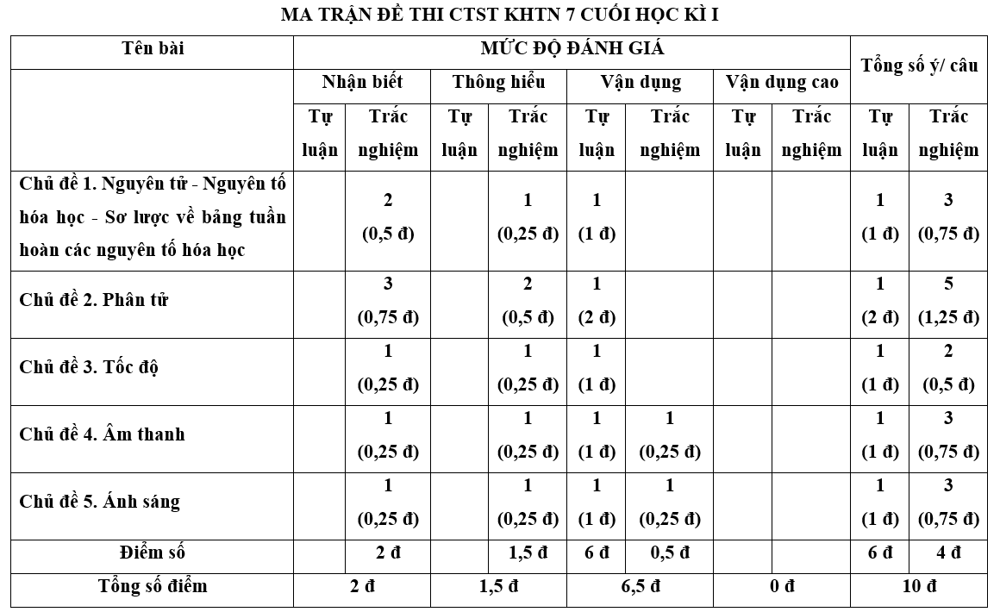 MA TRẬN ĐỀ THI CTST KHTN 7 CUỐI HỌC KÌ I
Tên bài
MỨC ĐỘ ĐÁNH GIÁ
Tổng số ý/ câu
Nhận biết
Thông hiểu
Vận dụng
Vận dụng cao
Tự luận
Trắc nghiệm
Tự luận
Trắc nghiệm
Tự luận
Trắc nghiệm
Tự luận
Trắc nghiệm
Tự luận
Trắc nghiệm
Chủ đề 1. Nguyên tử - Nguyên tố
hóa học - Sơ lược về bảng tuần
hoàn các nguyên tố hóa học
2 (0,5 đ)
1 (0,25 đ)
1 (1 đ)
1 (1 đ)
3 (0,75 đ)
Chủ đề 2. Phân tử
3 (0,75 đ)
2 (0,5 đ)
1 (2 đ)
1 (2 đ)
5 (1,25 đ)
Chủ đề 3. Tốc độ
1 (0,25 đ)
1 (0,25 đ)
1 (1 đ)
1 (1 đ)
2 (0,5 đ)
Chủ đề 4. Âm thanh
1 (0,25 đ)
1 (0,25 đ)
1 (1 đ)
1 (0,25 đ)
1 (1 đ)
3 (0,75 đ)
Chủ đề 5. Ánh sáng
1 (0,25 đ)
1 (0,25 đ)
1 (1 đ)
1 (0,25 đ)
1 (1 đ)
3 (0,75 đ)
Điểm số
2 đ
1,5 đ
6 đ
0,5 đ
6 đ
4 đ
Tổng số điểm
2 đ
1,5 đ
6,5 đ
0 đ
10 đ